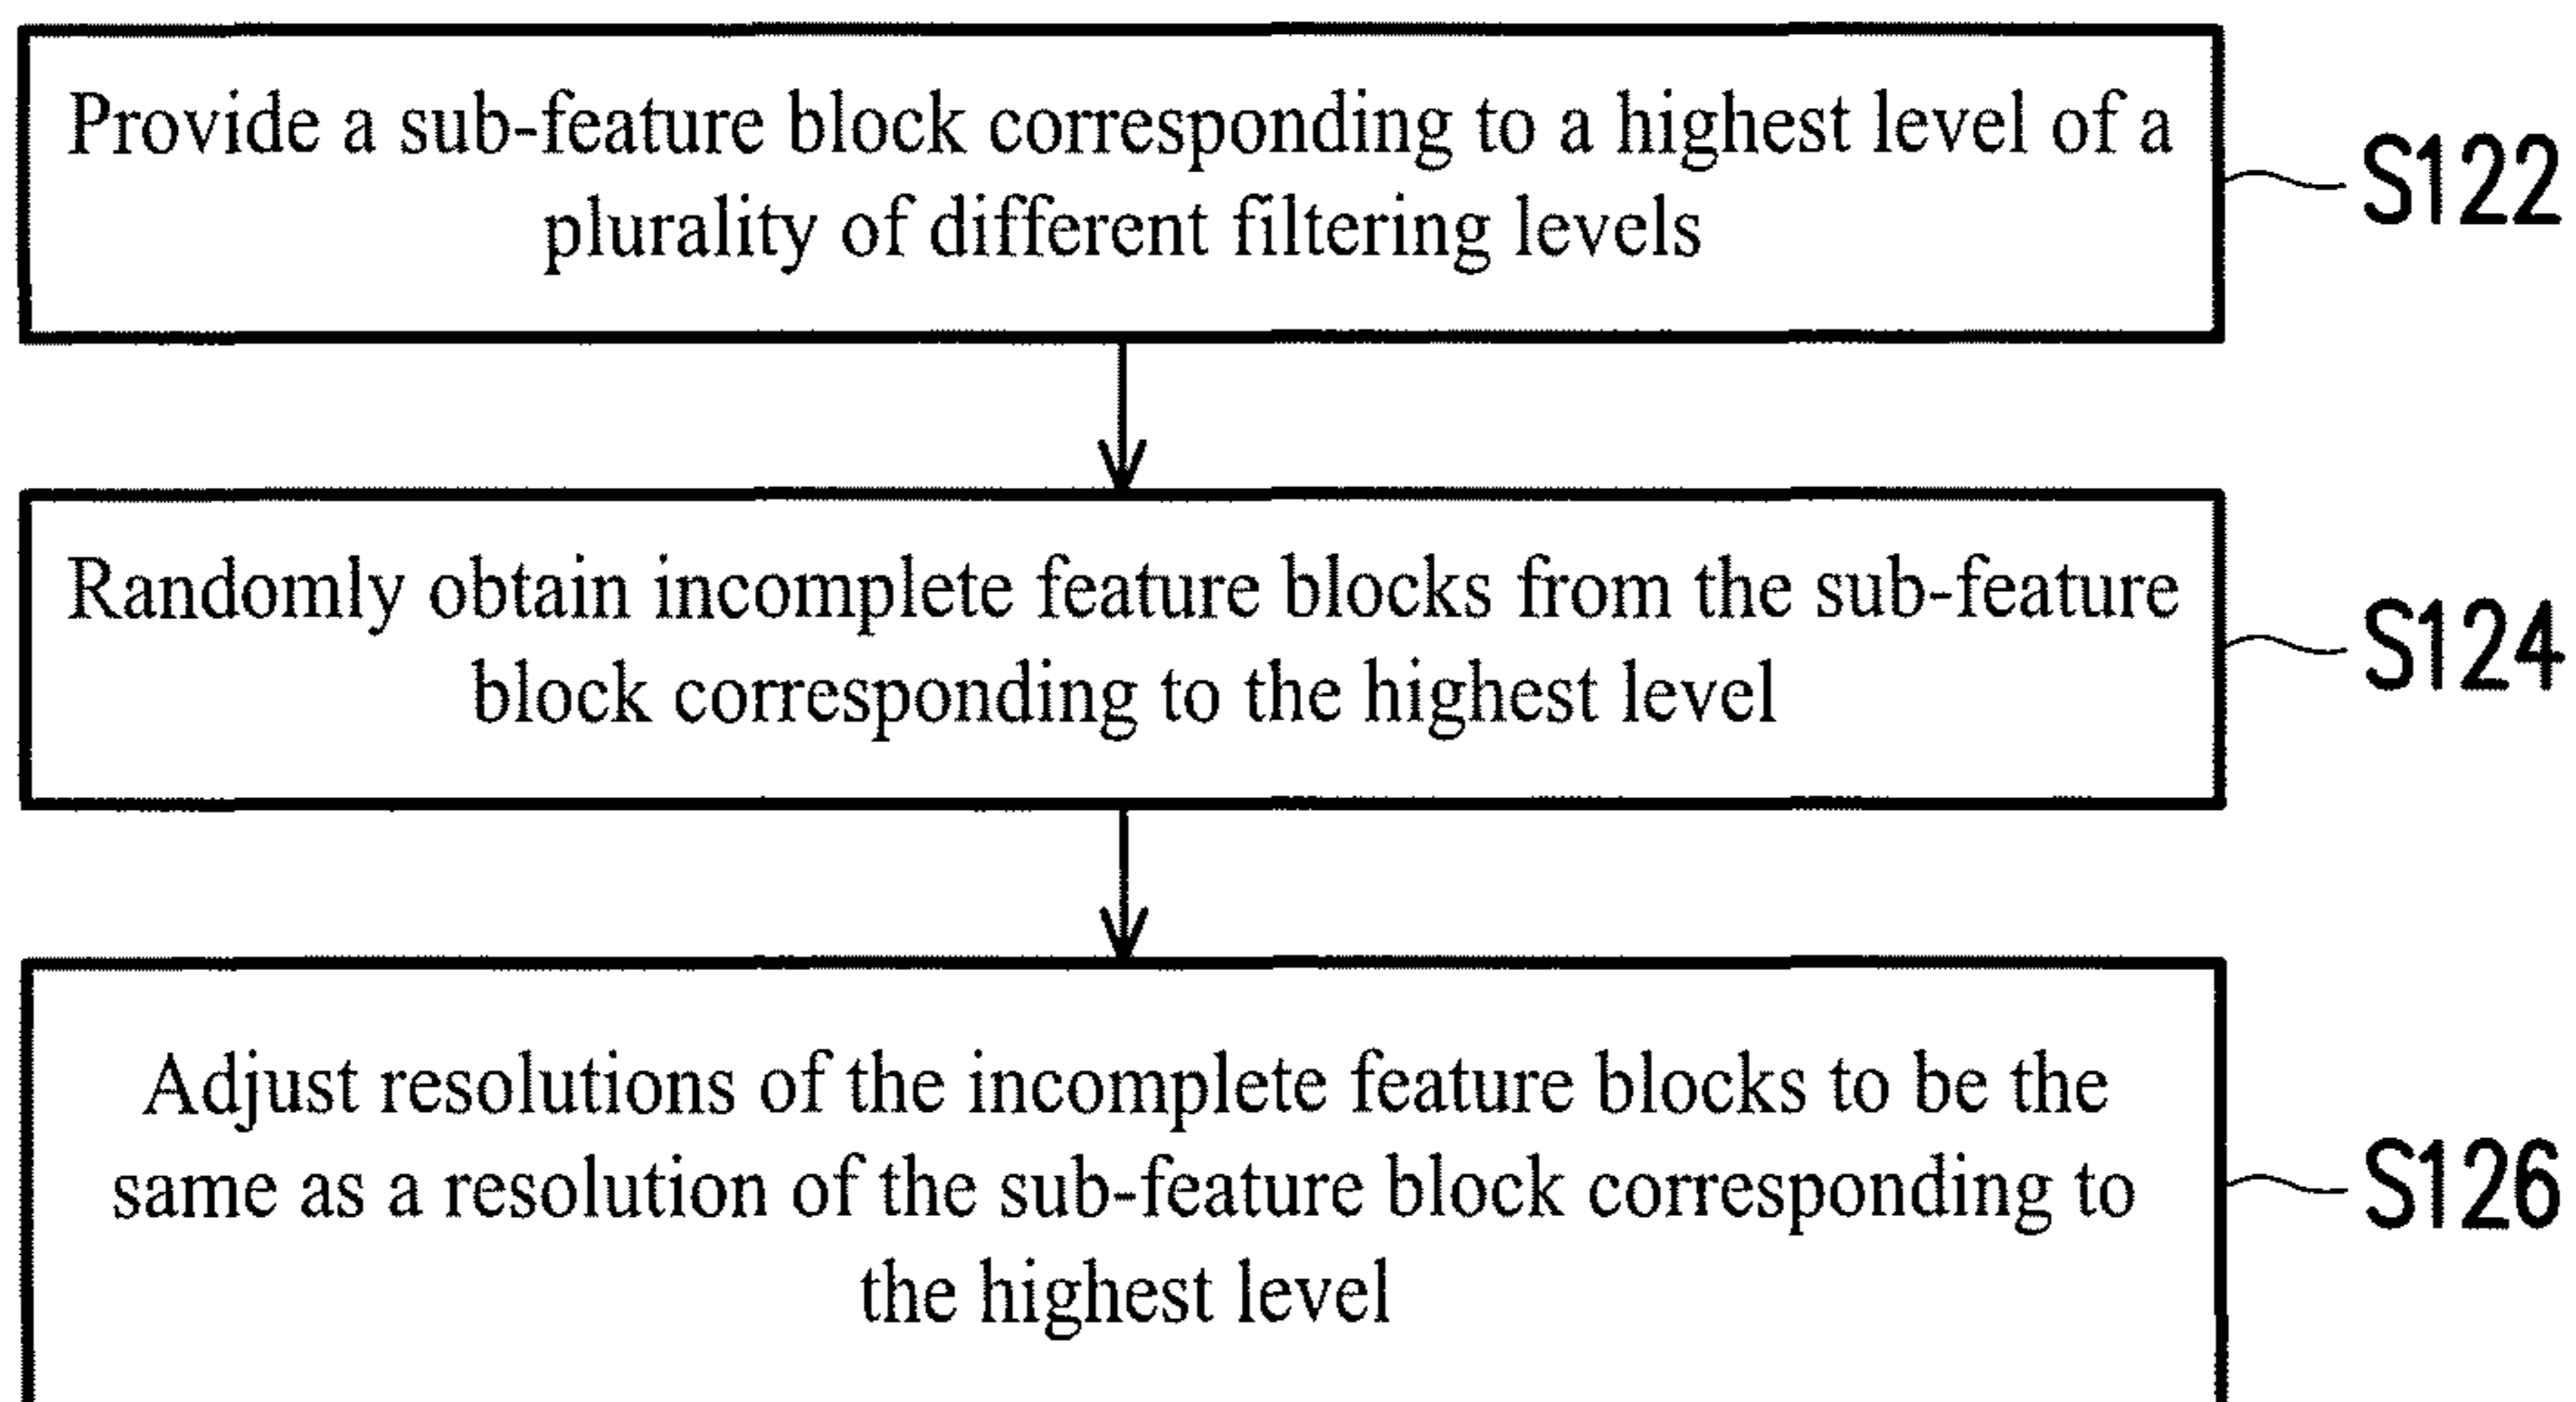 Provide a sub-feature block corresponding to a highest level of a
plurality of different filtering levels
S122
Randomly obtain incomplete feature blocks from the sub-feature
block corresponding to the highest level
S124
Adjust resolutions of the incomplete feature blocks to be the
same as a resolution of the sub-feature block corresponding to
the highest level
S126